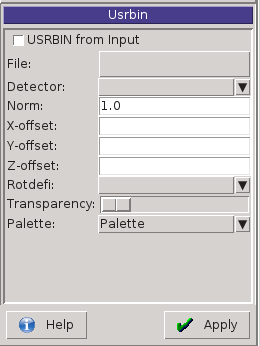 Usrbin
USRBIN from Input
File:
Detector:
Norm: 1.0
X-offset:
Y-offset:
Z-offset:
Rotdefi:
Transparency:
Palette: Palette
Help Apply